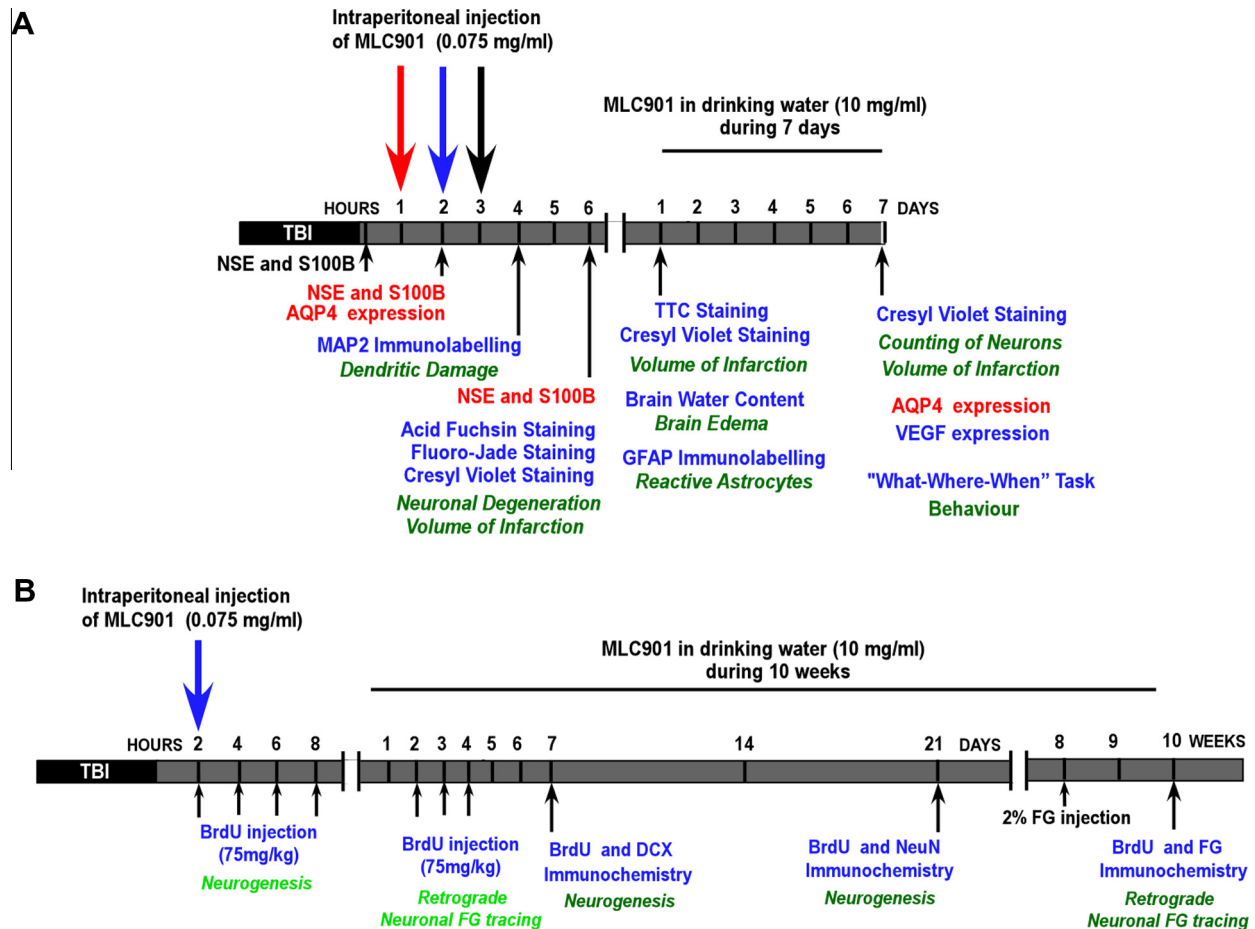 A
Intraperitoneal injection
of MLC901 (0.075 mg/ml)
MLC901 in drinking water (10 mg/ml)
during 7 days
HOURS 1 2 3 4 5 6 1 2 3 4 5 6 7 DAYS
TBI
NSE and S100B
NSE and S100B
AQP4 expression
MAP2 Immunolabelling
Dendritic Damage
NSE and S100B
Acid Fuchsin Staining
Fluoro-Jade Staining
Cresyl Violet Staining
Neuronal Degeneration
Volume of Infarction
TTC Staining
Cresyl Violet Staining
Volume of Infarction
Brain Water Content
Brain Edema
GFAP Immunolabelling
Reactive Astrocytes
Cresyl Violet Staining
Counting of Neurons
Volume of Infarction
AQP4 expression
VEGF expression
"What-Where-When” Task
Behaviour
B
Intraperitoneal injection
of MLC901 (0.075 mg/ml)
MLC901 in drinking water (10 mg/ml)
during 10 weeks
HOURS 2 4 6 8 1 2 3 4 5 6 7 14 21 DAYS 8 9 10 WEEKS
TBI
BrdU injection
(75mg/kg)
Neurogenesis
BrdU injection
(75mg/kg)
Retrograde
Neuronal FG tracing
BrdU and DCX
Immunochemistry
Neurogenesis
BrdU and NeuN
Immunochemistry
Neurogenesis
2% FG injection
BrdU and FG
Immunochemistry
Retrograde
Neuronal FG tracing